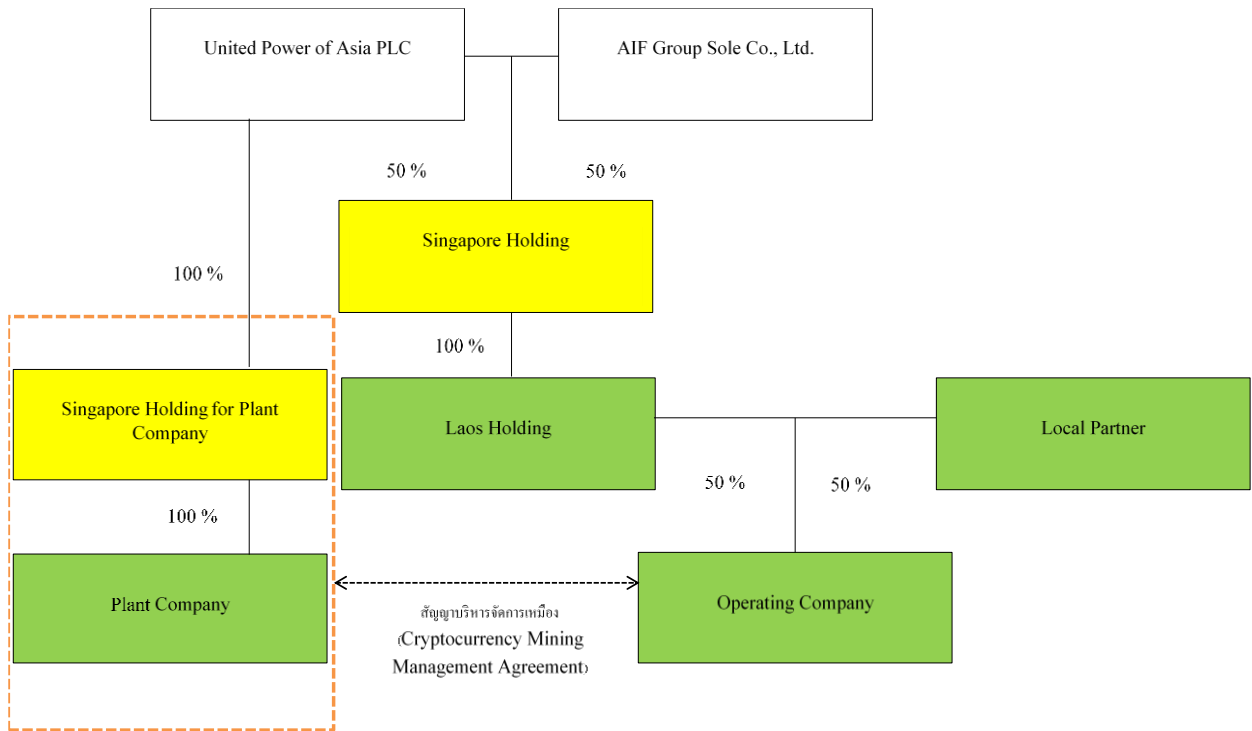 United Power of Asia PLC
AIF Group Sole Co., Ltd.
50 %
50 %
Singapore Holding
100 %
100 %
Singapore Holding for Plant
Company
Laos Holding
Local Partner
50 %
50 %
100 %
Plant Company
Operating Company
สัญญาบริหารจัดการเหมือง
(Cryptocurrency Mining
Management Agreement)